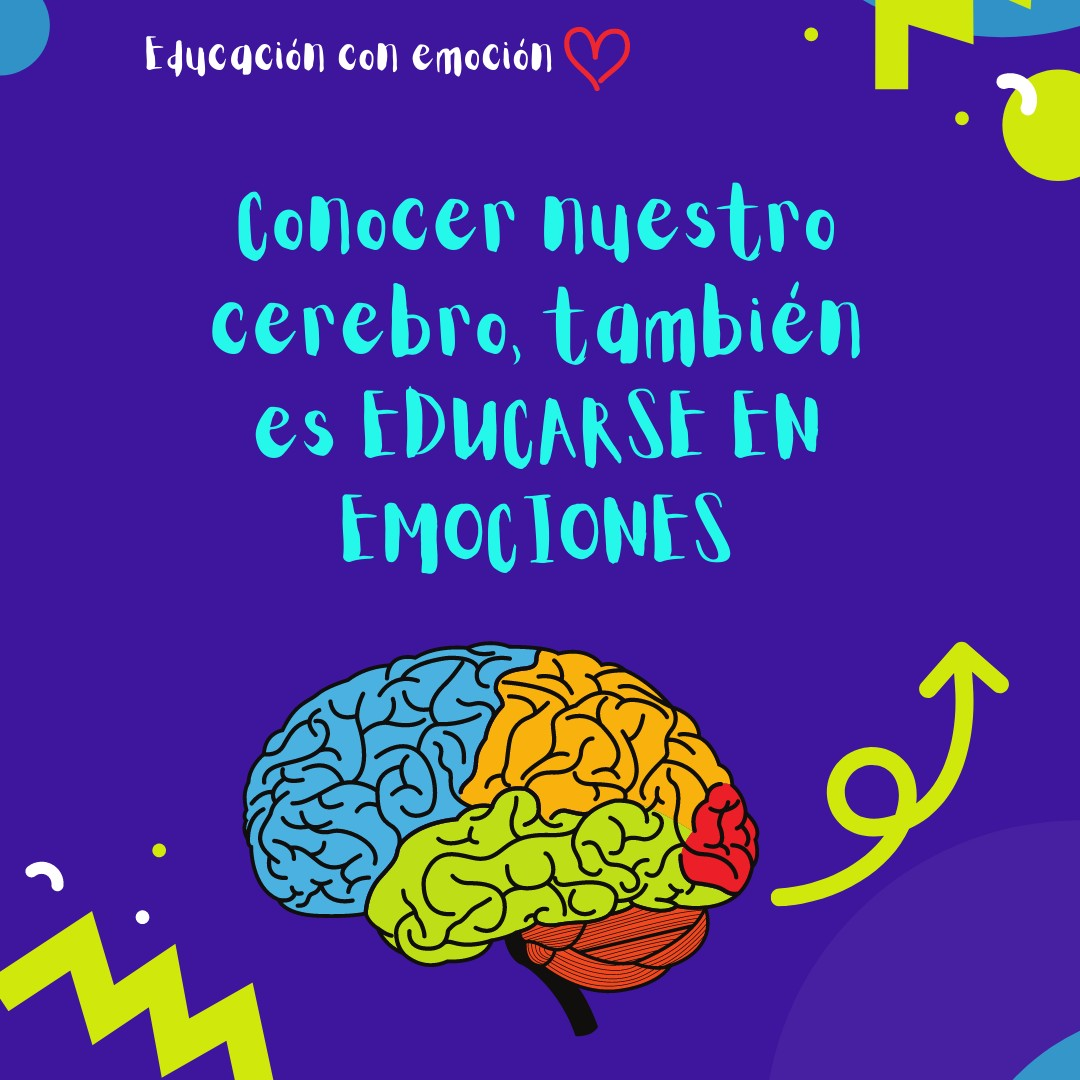 Educación con emoción
Conocer nuestro
cerebro, también
es EDUCARSE EN
EMOCIONES